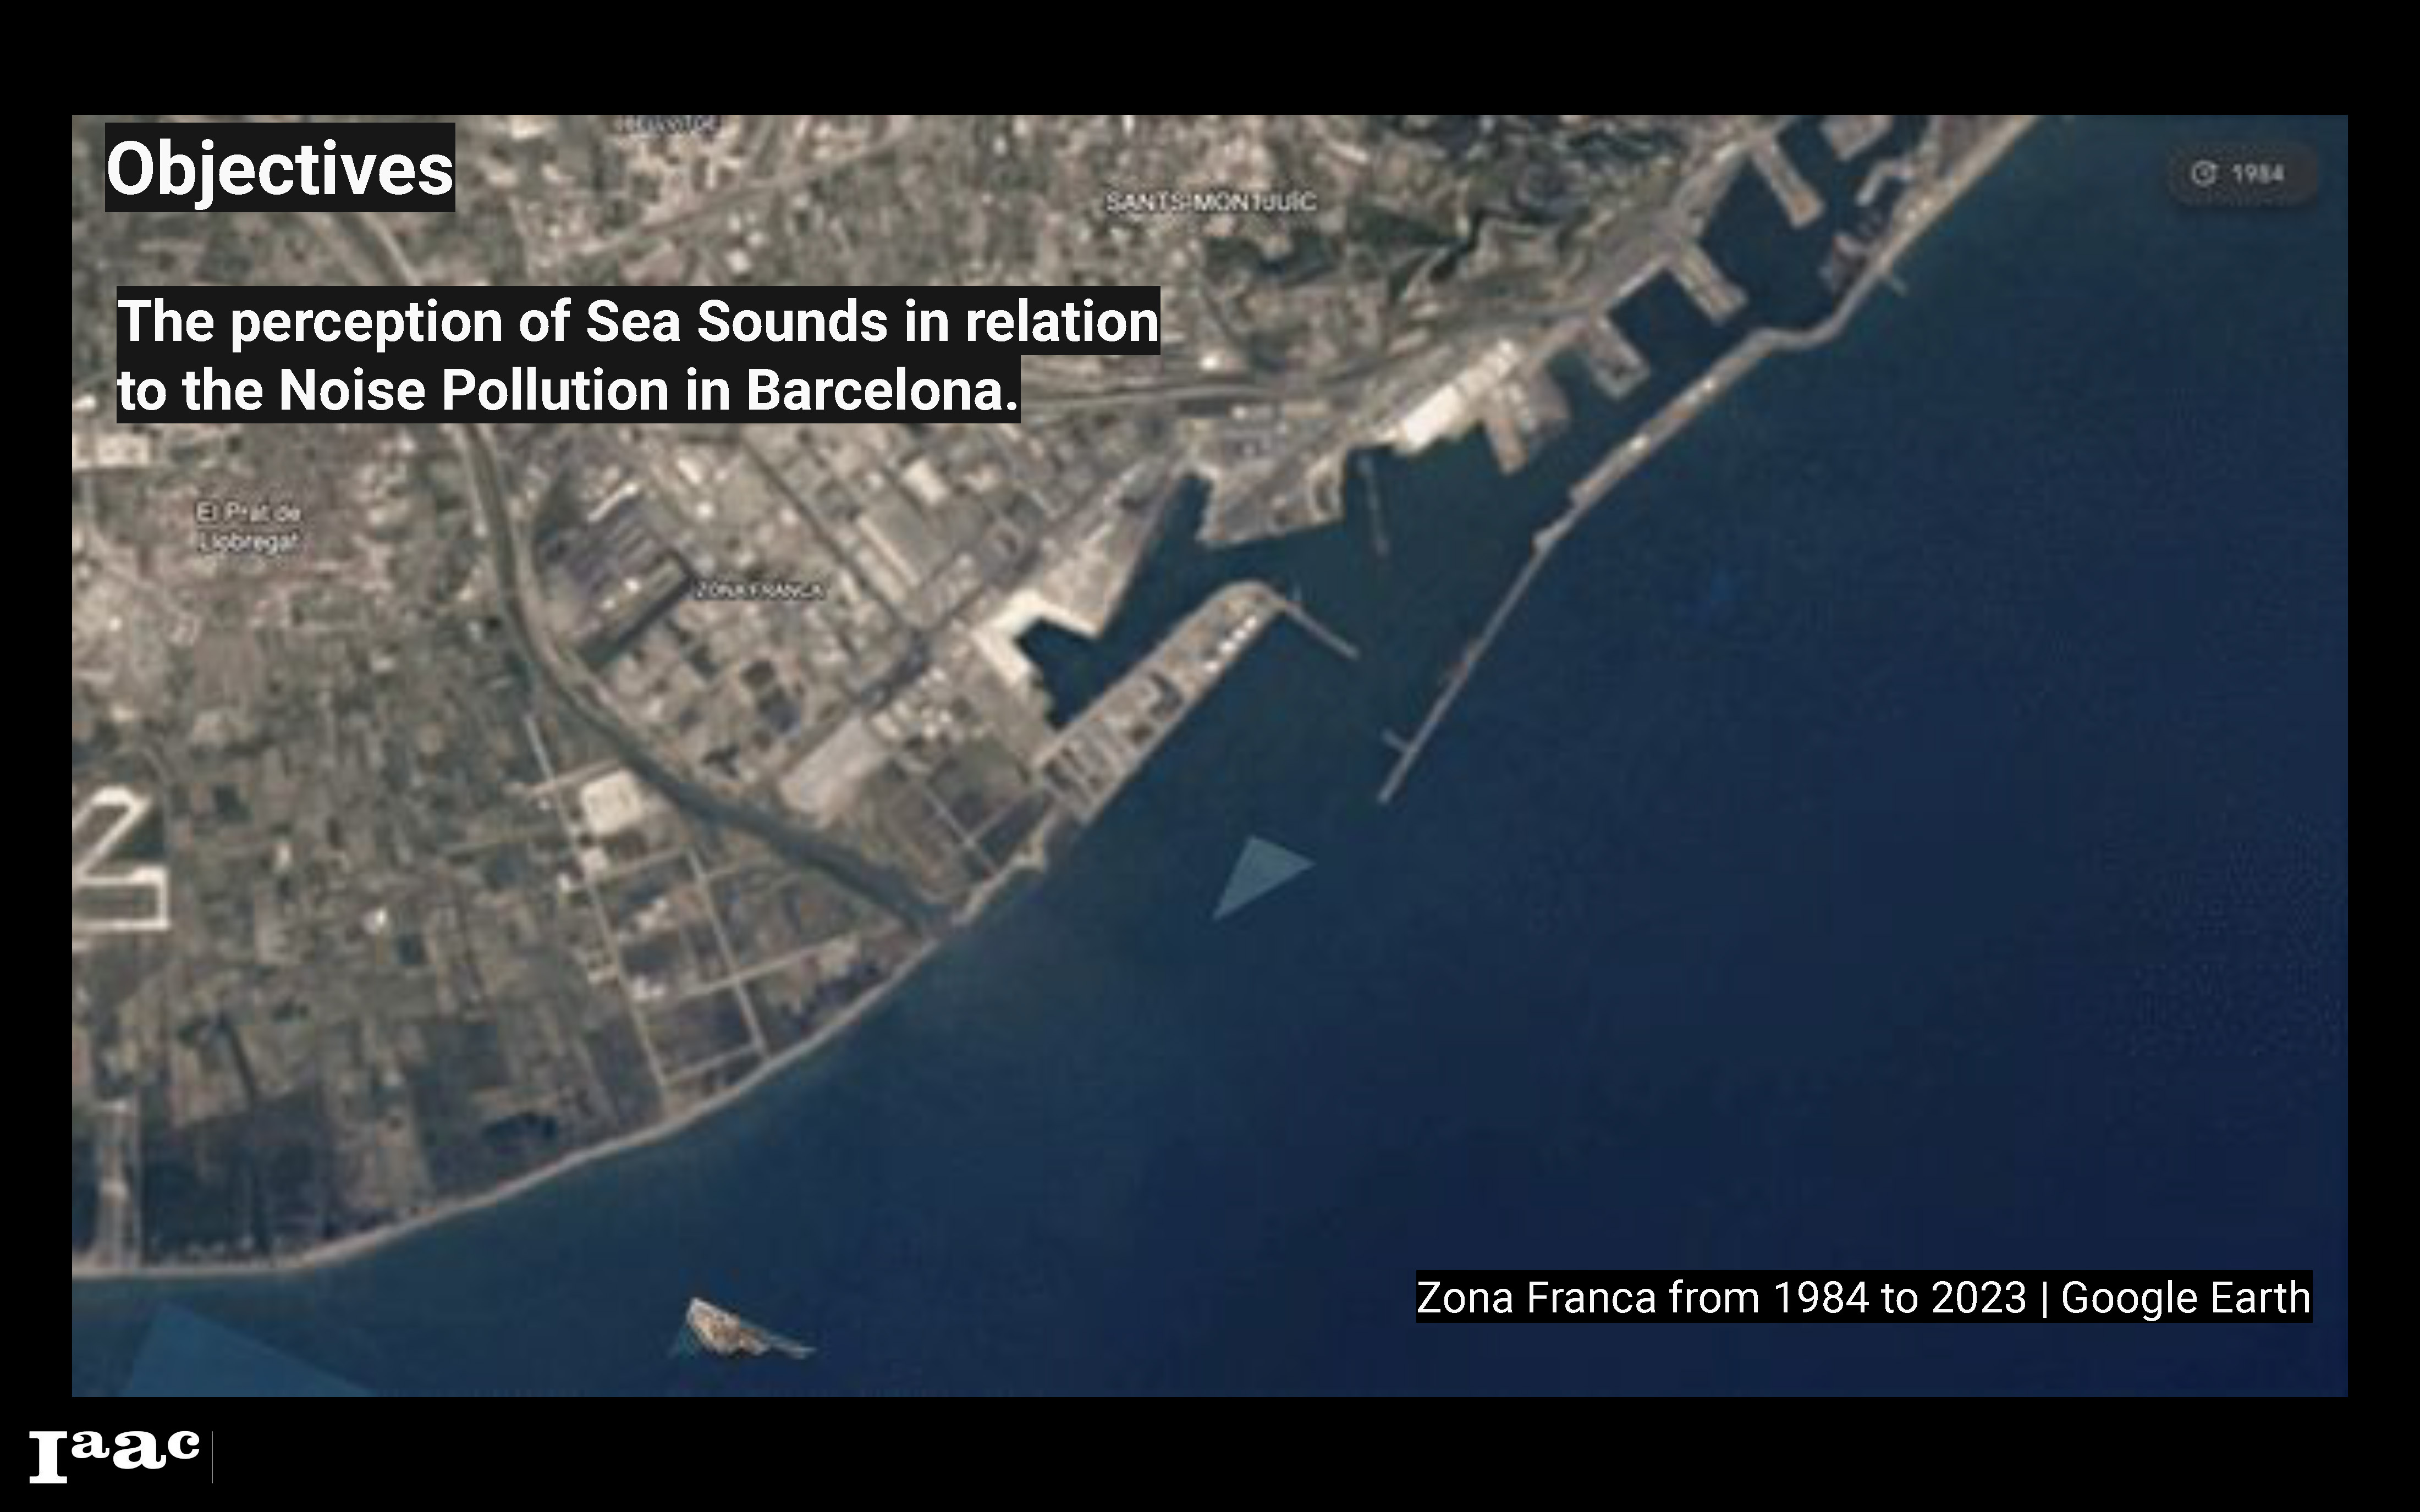 Objectives
1984
SANTS-MONTJUÏC
The perception of Sea Sounds in relation
to the Noise Pollution in Barcelona.
El Prat de
Llobregat
ZONA FRANCA
Zona Franca from 1984 to 2023 | Google Earth
Iaac